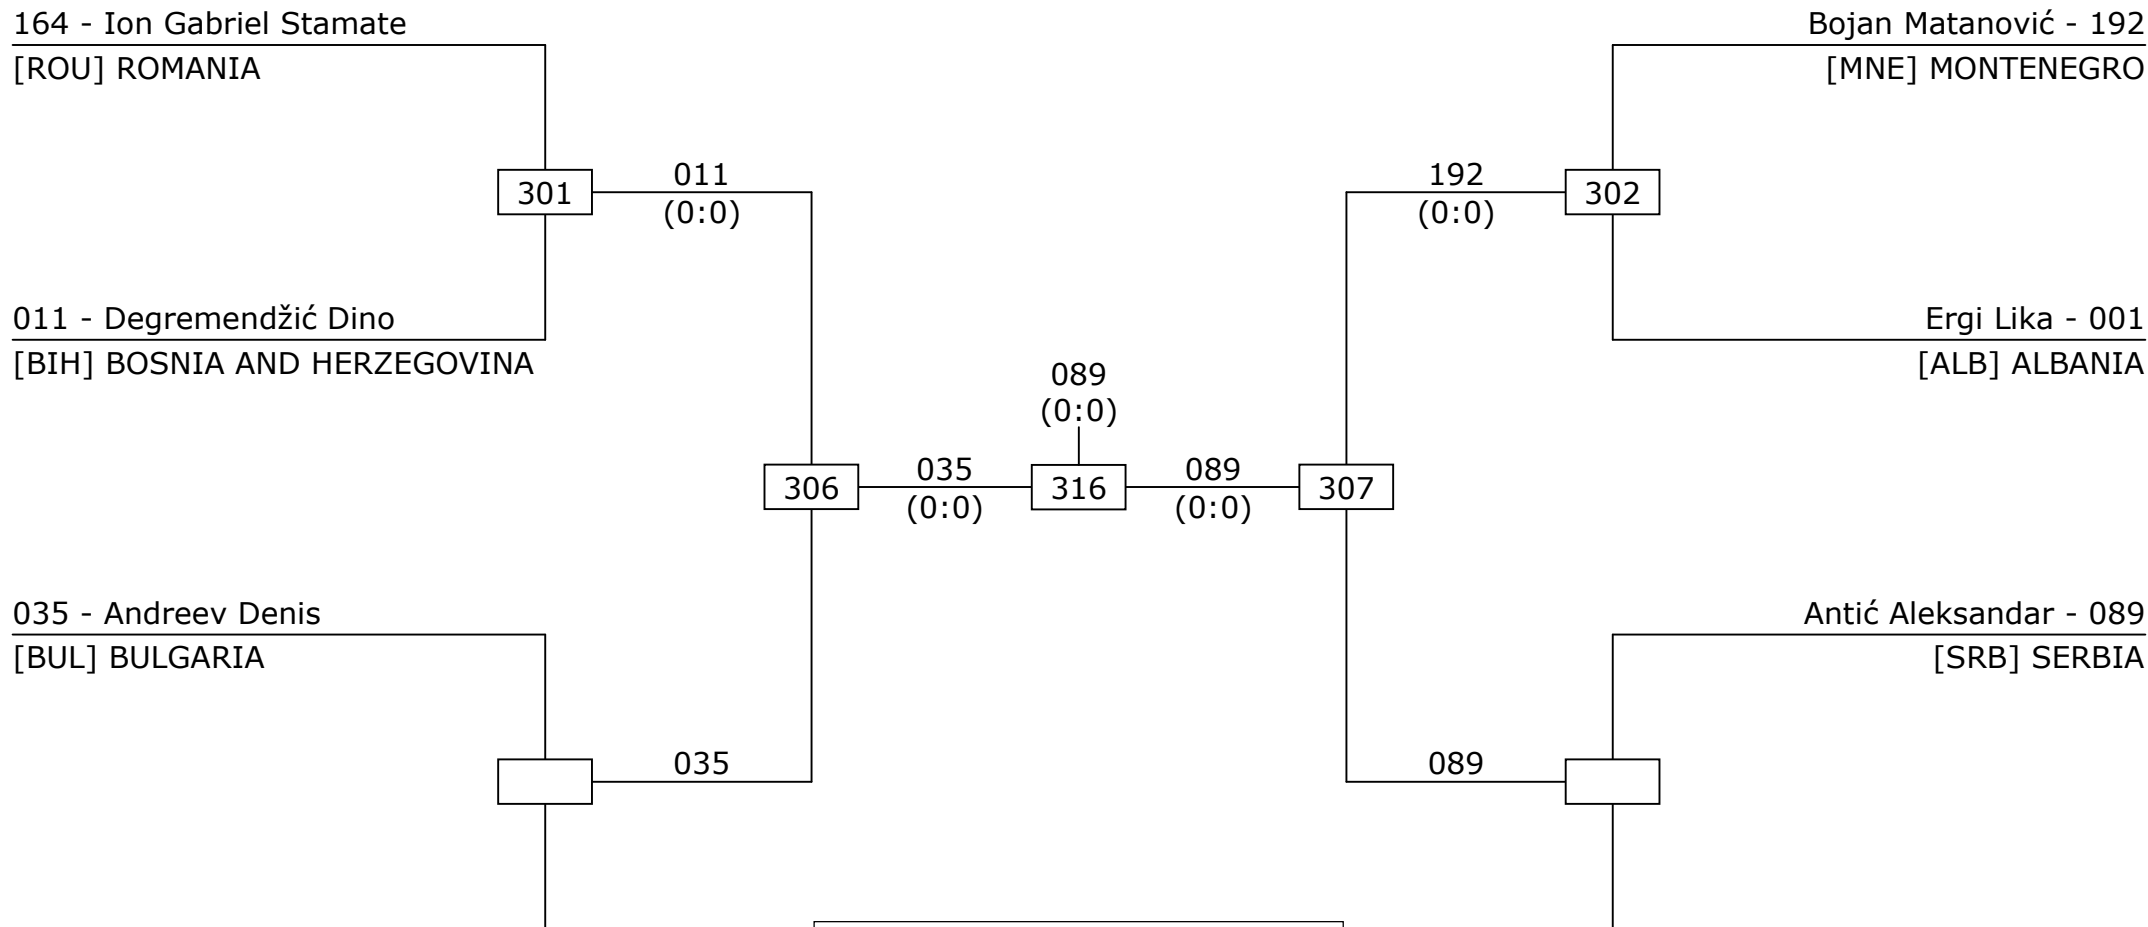 164 - Ion Gabriel Stamate
[ROU] ROMANIA
Bojan Matanović - 192
[MNE] MONTENEGRO
301
011
(0:0)
192
(0:0)
302
011 - Degremendžić Dino
[BIH] BOSNIA AND HERZEGOVINA
Ergi Lika - 001
[ALB] ALBANIA
089
(0:0)
306
035
(0:0)
316
089
(0:0)
307
035 - Andreev Denis
[BUL] BULGARIA
Antić Aleksandar - 089
[SRB] SERBIA
035
089